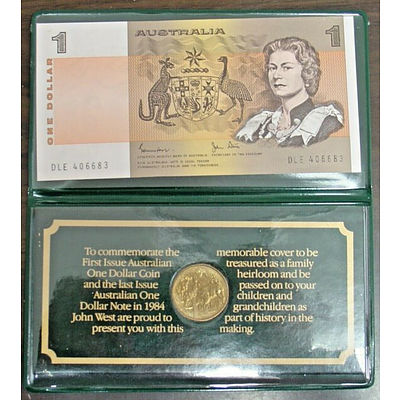 1
AUSTRALIA
1
ONE DOLLAR
DLE 406683
DLE 406683
To commemorate the
First Issue Australian
One Dollar Coin
and the last Issue
Australian One
Dollar Note in 1984
John West are proud to
present you with this
memorable cover to be
treasured as a family
heirloom and be
passed on to your
children and
grandchildren as
part of history in the
making.